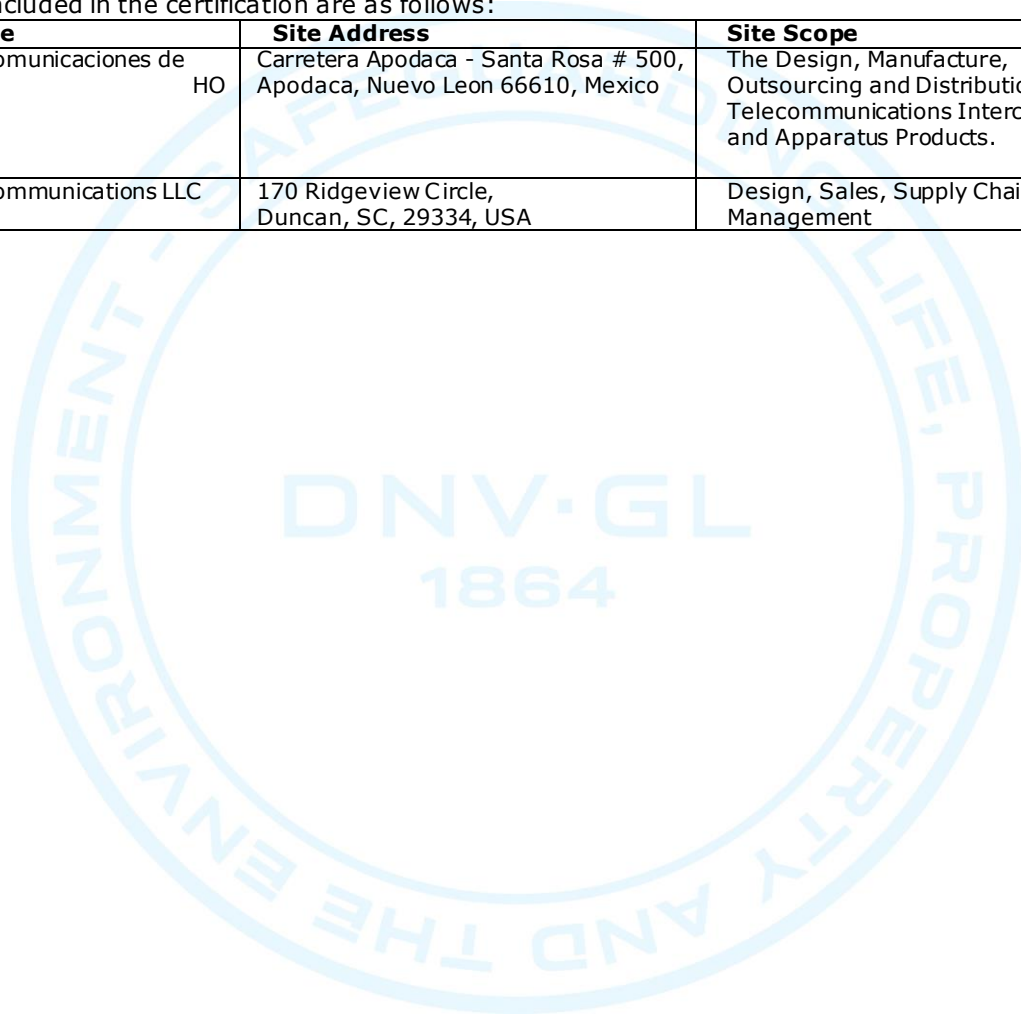 included in the certification are as follows:
e Site Address Site Scope
omunicaciones de Carretera Apodaca - Santa Rosa # 500, The Design, Manufacture,
HO Apodaca, Nuevo Leon 66610, Mexico Outsourcing and Distributio
Telecommunications Interc
and Apparatus Products.
ommunications LLC 170 Ridgeview Circle, Design, Sales, Supply Chai
Duncan, SC, 29334, USA Management
SAFEGUARDING LIFE, PROPERTY AND THE ENVIRONMENT -
DNV·GL
1864